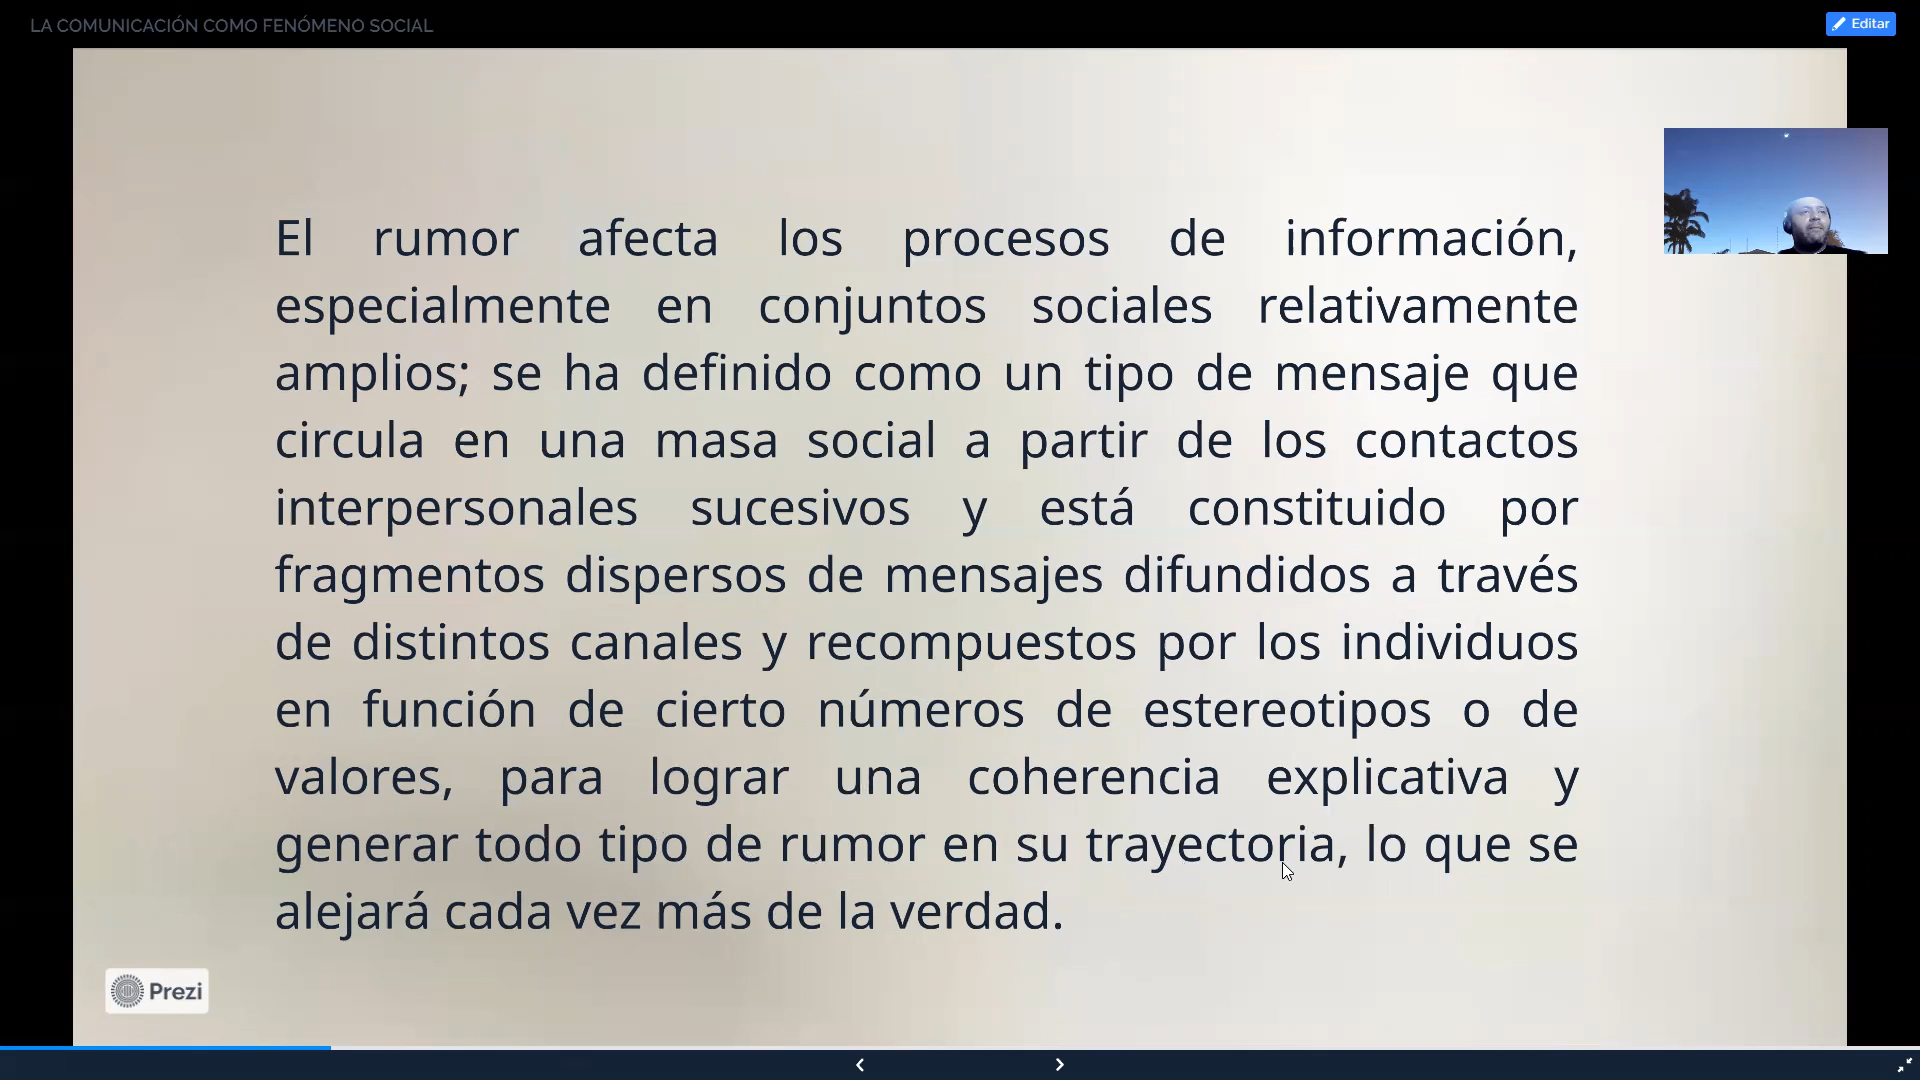 LA COMUNICACIÓN COMO FENÓMENO SOCIAL
Editar
El rumor afecta los procesos de información,
especialmente en conjuntos sociales relativamente
amplios; se ha definido como un tipo de mensaje que
circula en una masa social a partir de los contactos
interpersonales sucesivos y está constituido por
fragmentos dispersos de mensajes difundidos a través
de distintos canales y recompuestos por los individuos
en función de cierto números de estereotipos o de
valores, para lograr una coherencia explicativa y
generar todo tipo de rumor en su trayectoria, lo que se
alejará cada vez más de la verdad.
Prezi